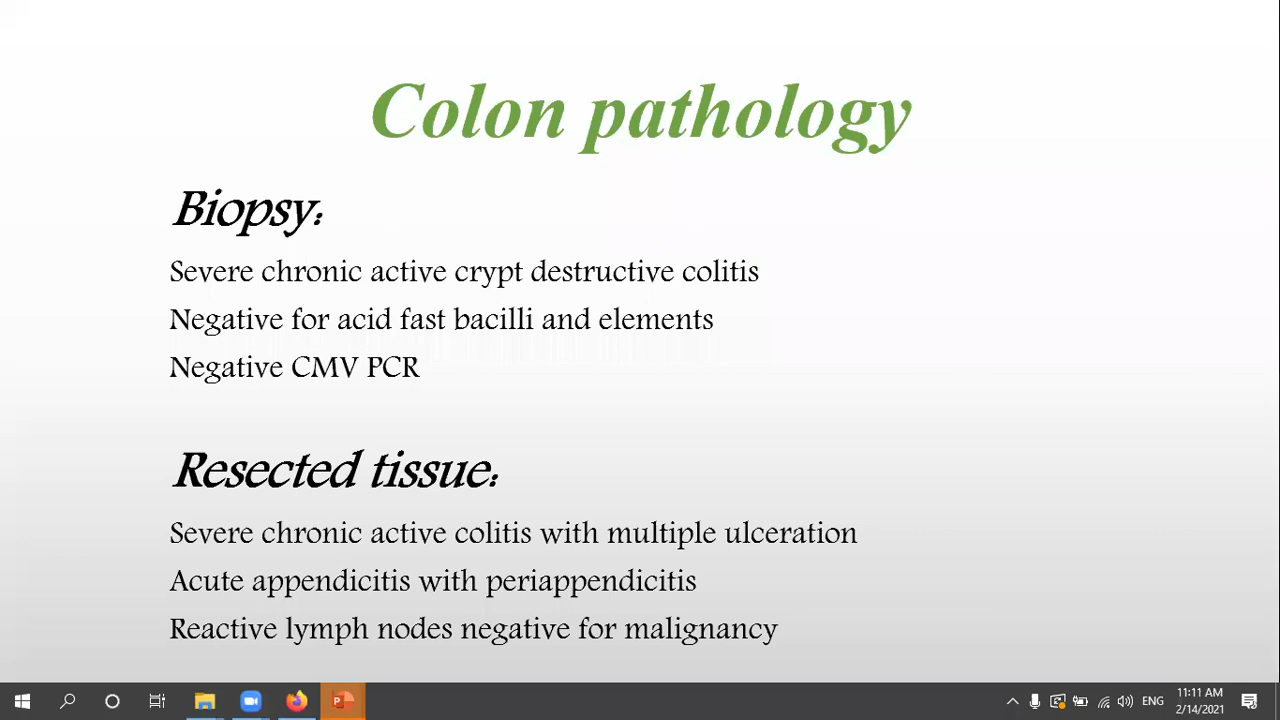 Colon pathology
Biopsy:
Severe chronic active crypt destructive colitis
Negative for acid fast bacilli and elements
Negative CMV PCR
Resected tissue:
Severe chronic active colitis with multiple ulceration
Acute appendicitis with periappendicitis
Reactive lymph nodes negative for malignancy
ENG
11:11 AM
2/14/2021